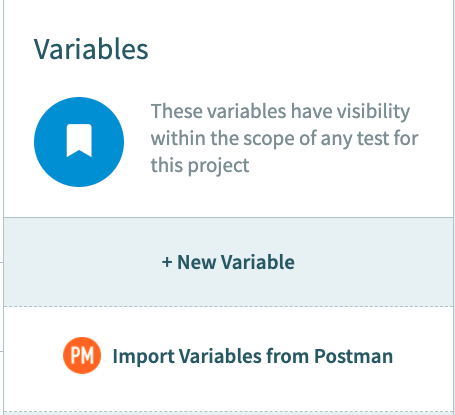 Variables
These variables have visibility
within the scope of any test for
this project
+ New Variable
PM Import Variables from Postman